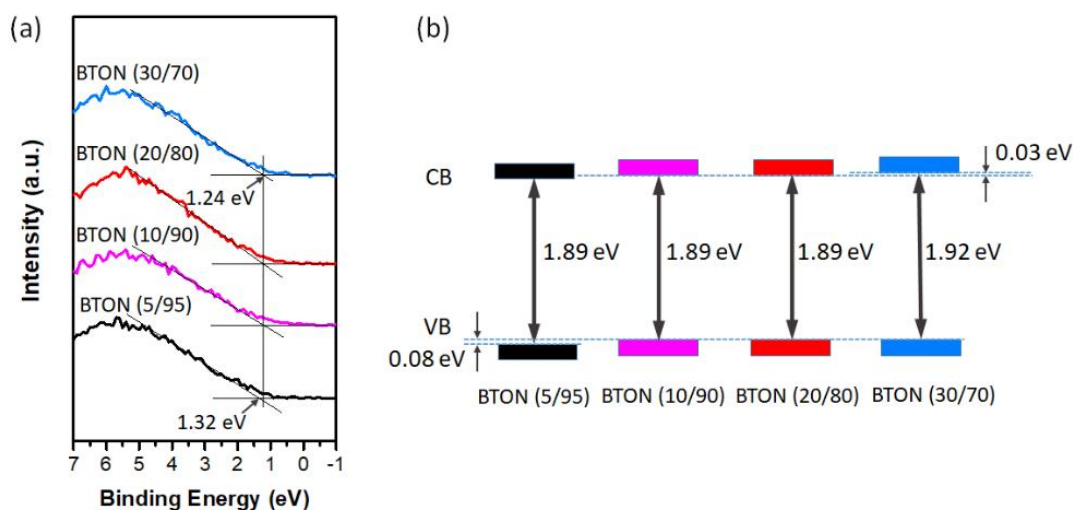 (a)
Intensity (a.u.)
BTON (30/70)
BTON (20/80)
1.24 eV
BTON (10/90)
BTON (5/95)
1.32 eV
7 6 5 4 3 2 1 0 -1
Binding Energy (eV)
(b)
0.03 eV
CB
1.89 eV 1.89 eV 1.89 eV 1.92 eV
VB
0.08 eV
BTON (5/95) BTON (10/90) BTON (20/80) BTON (30/70)